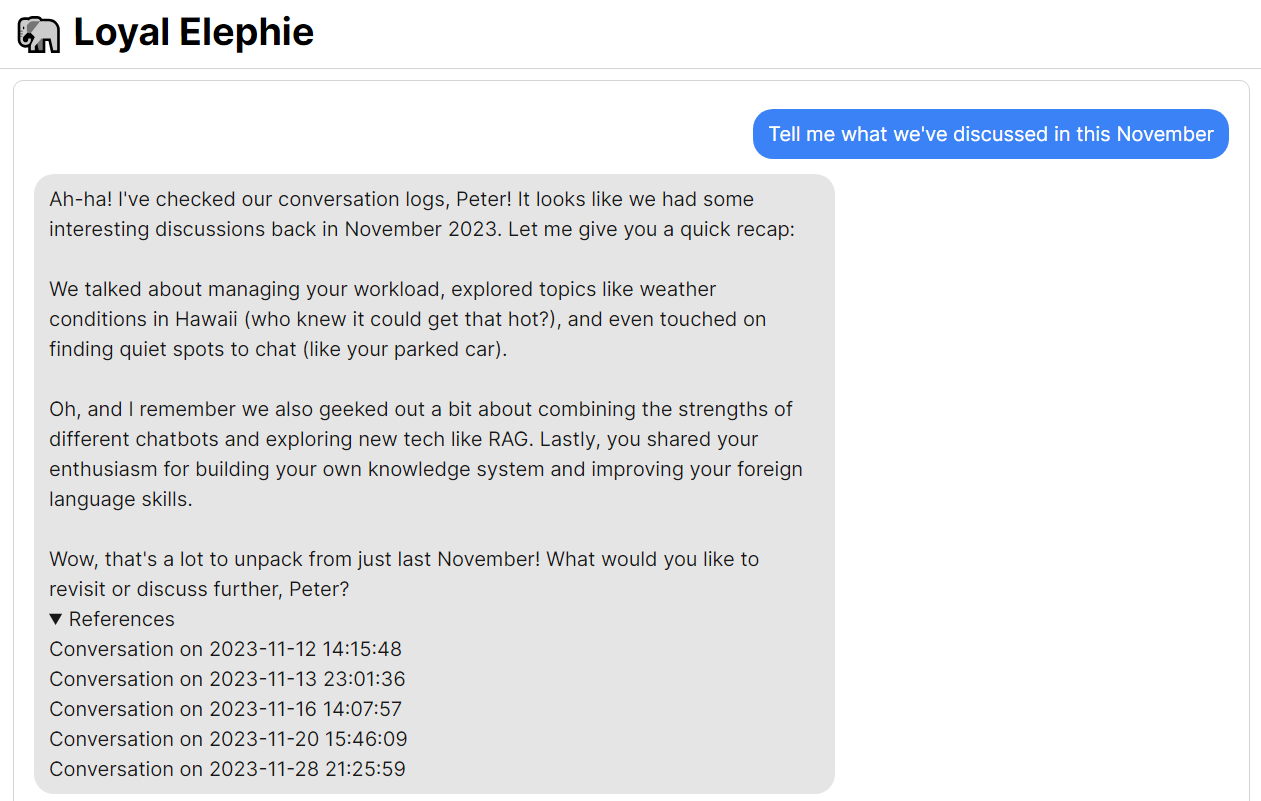 Loyal Elephie
Tell me what we've discussed in this November
Ah-ha! I've checked our conversation logs, Peter! It looks like we had some
interesting discussions back in November 2023. Let me give you a quick recap:
We talked about managing your workload, explored topics like weather
conditions in Hawaii (who knew it could get that hot?), and even touched on
finding quiet spots to chat (like your parked car).
Oh, and I remember we also geeked out a bit about combining the strengths of
different chatbots and exploring new tech like RAG. Lastly, you shared your
enthusiasm for building your own knowledge system and improving your foreign
language skills.
Wow, that's a lot to unpack from just last November! What would you like to
revisit or discuss further, Peter?
▼ References
Conversation on 2023-11-12 14:15:48
Conversation on 2023-11-13 23:01:36
Conversation on 2023-11-16 14:07:57
Conversation on 2023-11-20 15:46:09
Conversation on 2023-11-28 21:25:59